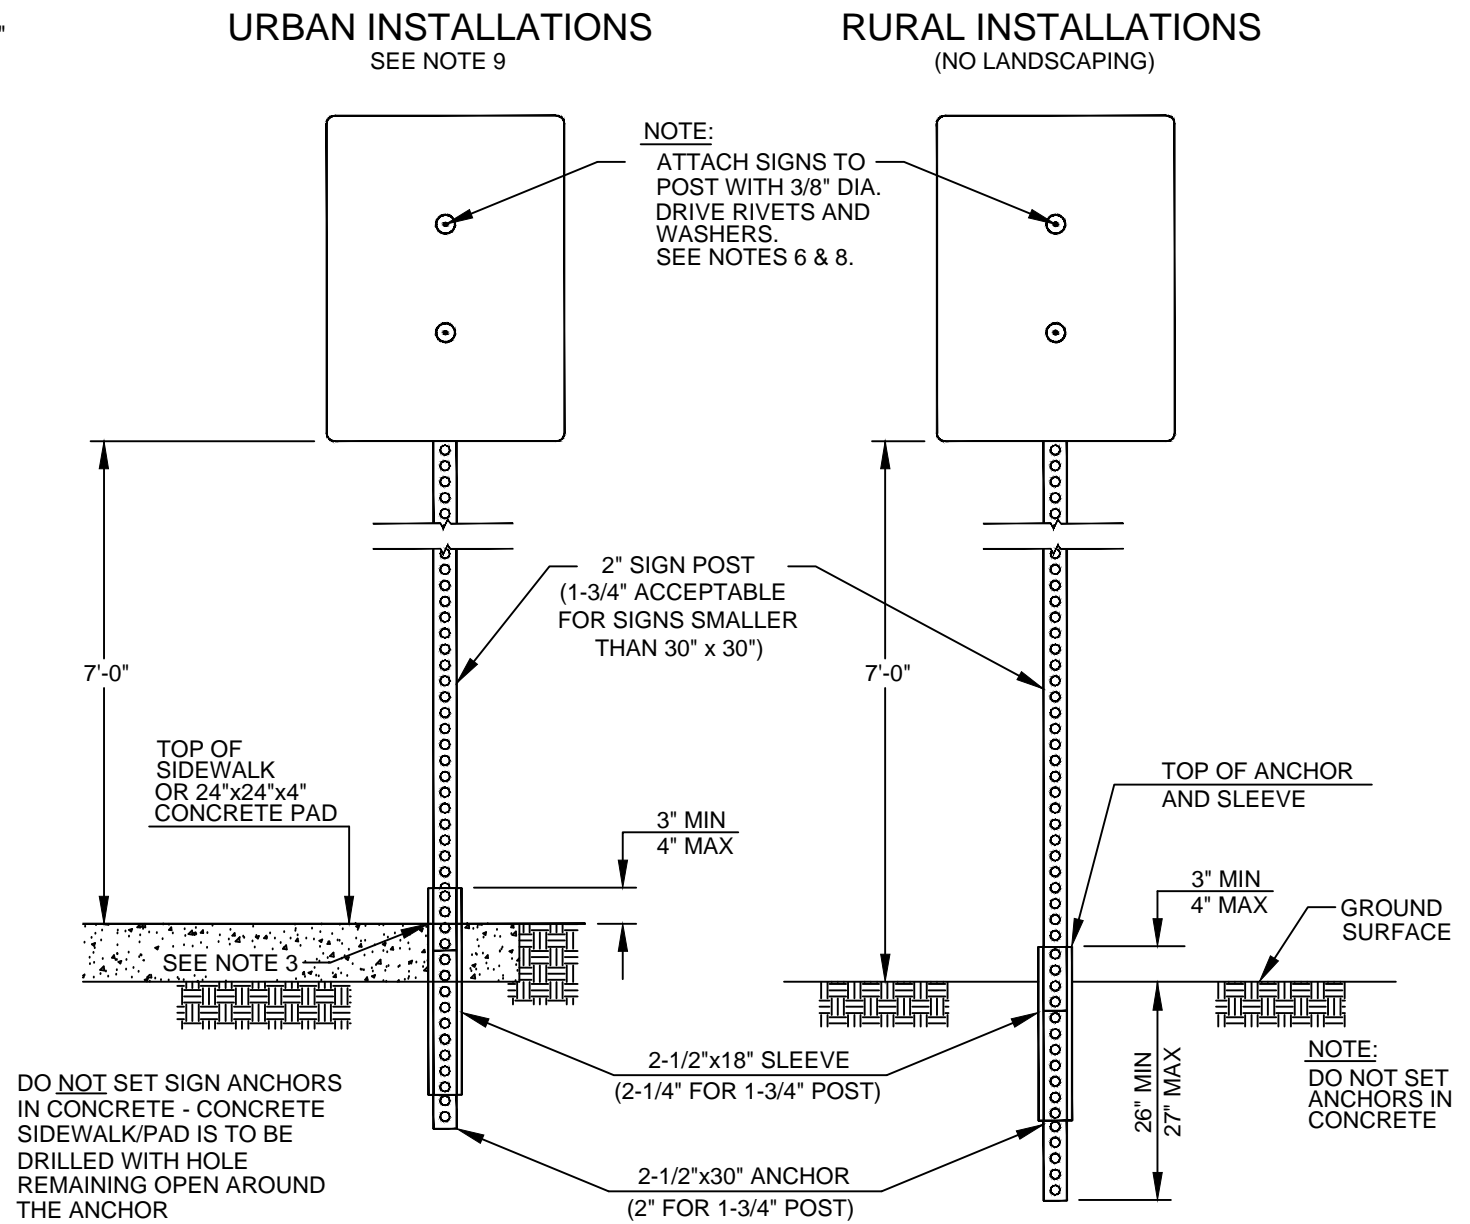 "
URBAN INSTALLATIONS
SEE NOTE 9
RURAL INSTALLATIONS
(NO LANDSCAPING)
NOTE:
ATTACH SIGNS TO
POST WITH 3/8" DIA.
DRIVE RIVETS AND
WASHERS.
SEE NOTES 6 & 8.
2" SIGN POST
(1-3/4" ACCEPTABLE
FOR SIGNS SMALLER
THAN 30" x 30")
7'-0"
7'-0"
TOP OF
SIDEWALK
OR 24"x24"x4"
CONCRETE PAD
3" MIN
4" MAX
TOP OF ANCHOR
AND SLEEVE
3" MIN
4" MAX
GROUND
SURFACE
SEE NOTE 3
2-1/2"x18" SLEEVE
(2-1/4" FOR 1-3/4" POST)
26" MIN
27" MAX
NOTE:
DO NOT SET
ANCHORS IN
CONCRETE
DO NOT SET SIGN ANCHORS
IN CONCRETE - CONCRETE
SIDEWALK/PAD IS TO BE
DRILLED WITH HOLE
REMAINING OPEN AROUND
THE ANCHOR
2-1/2"x30" ANCHOR
(2" FOR 1-3/4" POST)